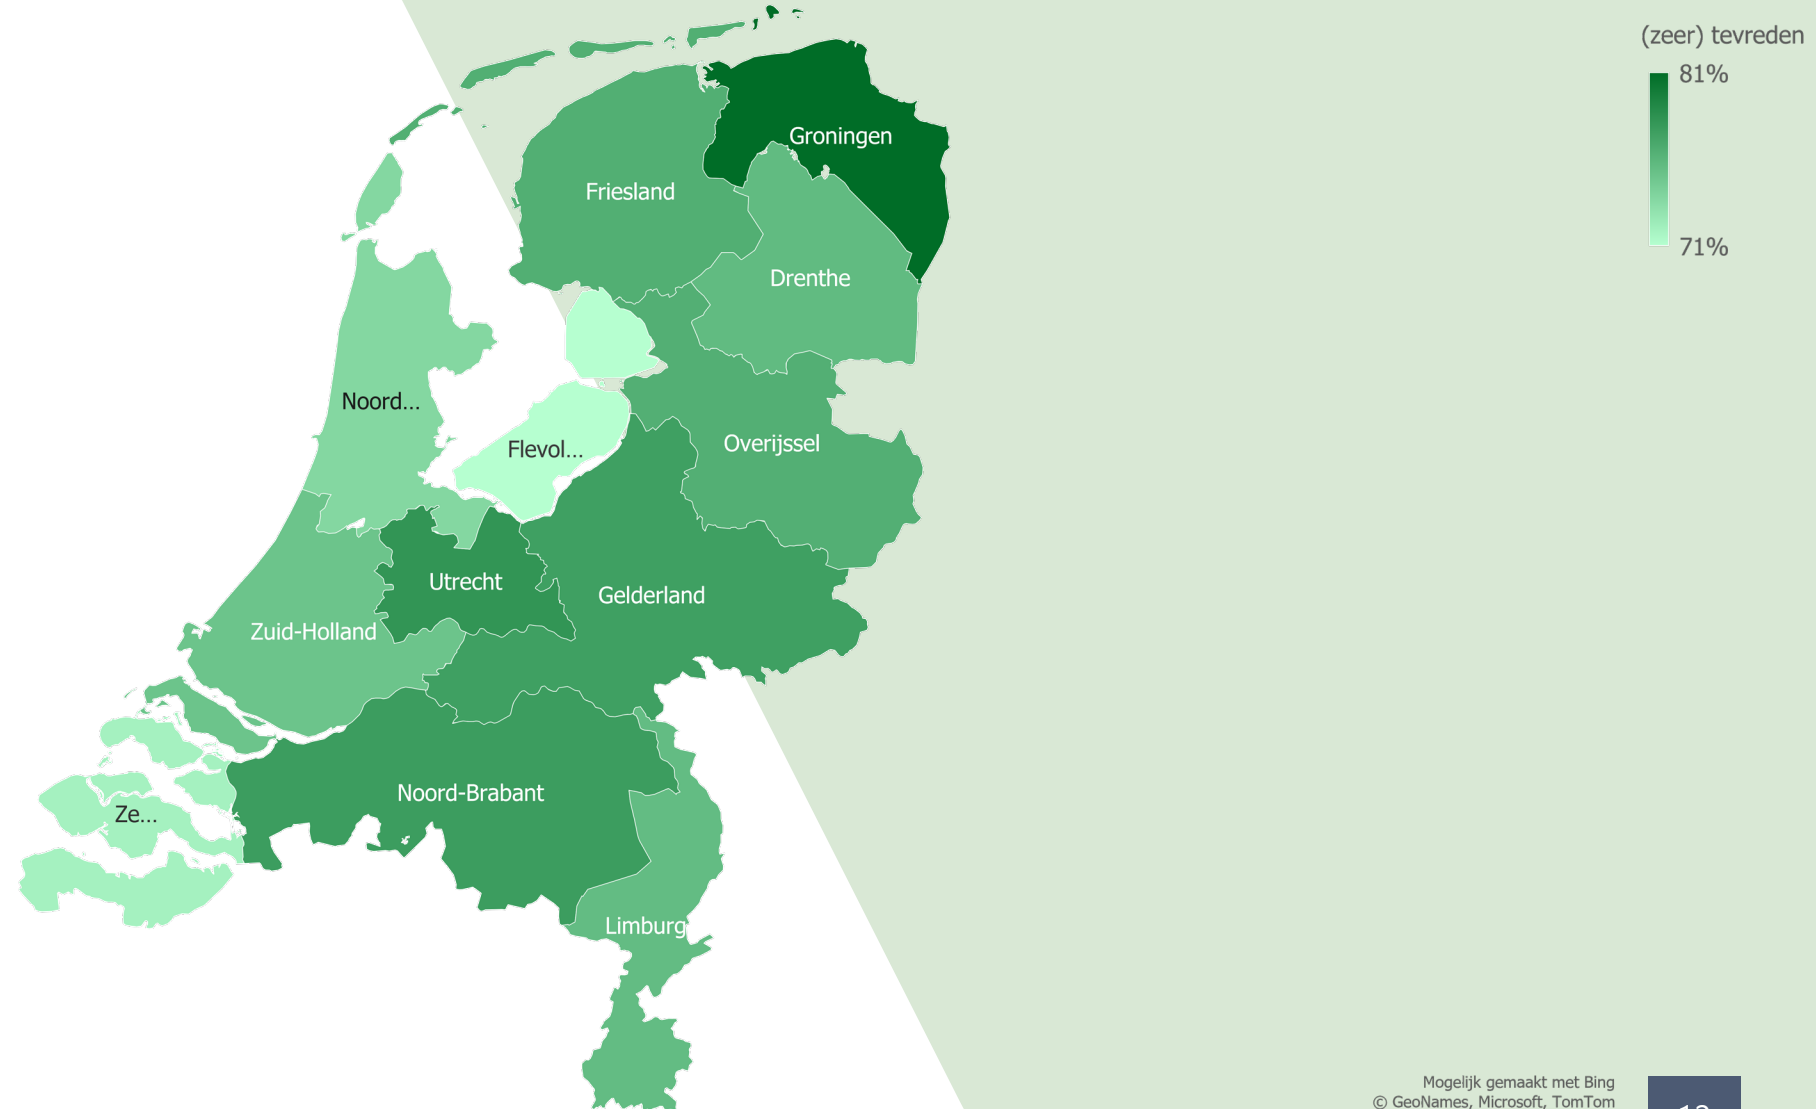 (zeer) tevreden
81%
71%
Groningen
Friesland
Drenthe
Noord...
Flevol...
Overijssel
Utrecht
Gelderland
Zuid-Holland
Noord-Brabant
Ze...
Limburg
Mogelijk gemaakt met Bing
© GeoNames, Microsoft, TomTom